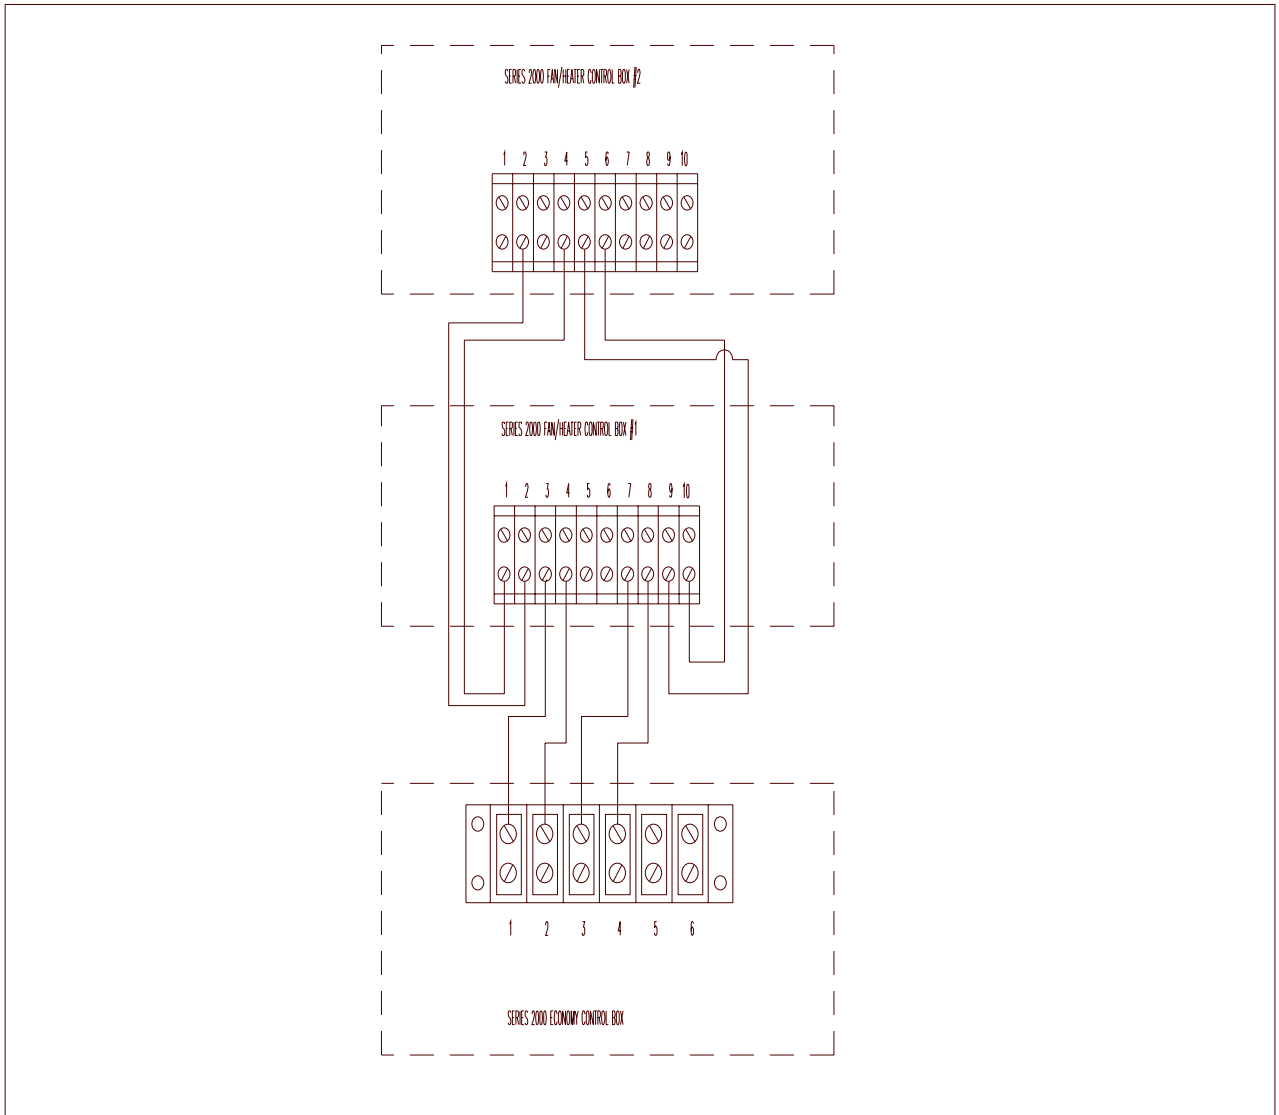 SERIES 2000 FAN/HEATER CONTROL BOX #2
1 2 3 4 5 6 7 8 9 10
SERIES 2000 FAN/HEATER CONTROL BOX #1
1 2 3 4 5 6 7 8 9 10
1 2 3 4 5 6
SERIES 2000 ECONOMY CONTROL BOX